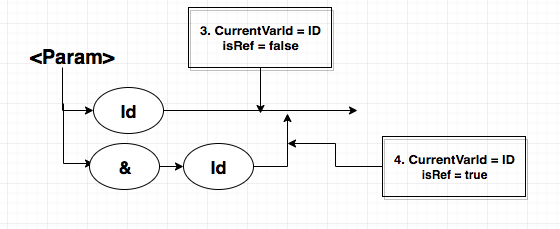 3. CurrentVarId = ID
isRef = false
<Param>
Id
&
Id
4. CurrentVarId = ID
isRef = true